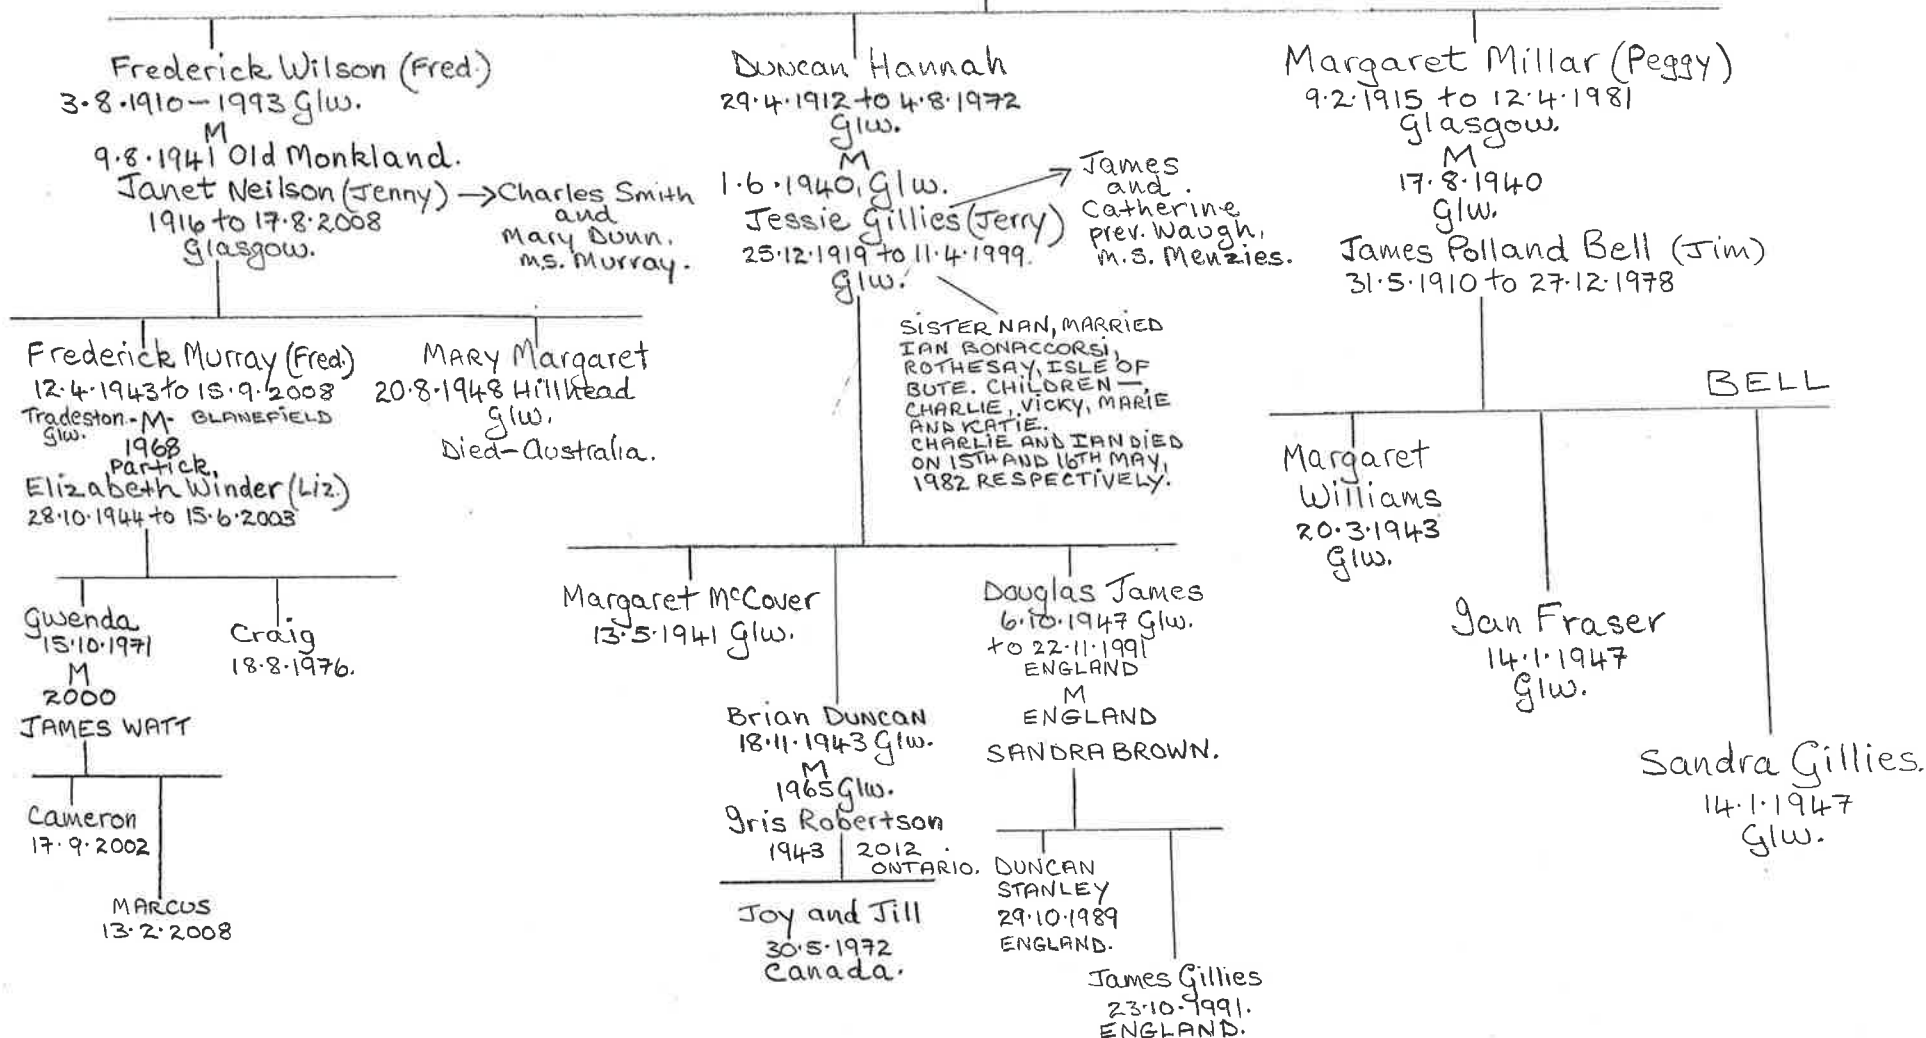 Frederick Wilson (Fred.)
3.8.1910 – 1993 Glw.
M
9.8.1941 Old Monkland.
Janet Neilson (Jenny) → Charles Smith
and
Mary Dunn.
m.s. Murray.
1916 to 17.8.2008
Glasgow.
Frederick Murray (Fred.)
12.4.1943 to 15.9.2008
Tradeston - M - BLANEFIELD
Glw.
1968
Partick,
Elizabeth Winder (Liz)
28.10.1944 to 15.6.2003
MARY Margaret
20.8.1948 Hillhead
Glw.
Died – Australia.
Gwenda
15.10.1971
M
2000
JAMES WATT
Craig
18.8.1976.
Cameron
17.9.2002
MARCUS
13.2.2008
Duncan Hannah
29.4.1912 to 4.8.1972
Glw.
M
1.6.1940, Glw.
Jessie Gillies (Jerry)
25.12.1919 to 11.4.1999.
Glw.
James
and.
Catherine
prev. Waugh,
m.s. Menzies.
SISTER NAN, MARRIED
IAN BONACCORSI,
ROTHESAY, ISLE OF
BUTE. CHILDREN —
CHARLIE, VICKY, MARIE
AND KATIE.
CHARLIE AND IAN DIED
ON 15TH AND 16TH MAY,
1982 RESPECTIVELY.
Margaret McCover
13.5.1941 Glw.
Brian DUNCAN
18.11.1943 Glw.
M
1965 Glw.
Iris Robertson
1943 2012.
ONTARIO.
Joy and Jill
30.5.1972
Canada.
Douglas James
6.10.1947 Glw.
to 22.11.1991
ENGLAND
M
ENGLAND
SANDRA BROWN.
DUNCAN
STANLEY
29.10.1989
ENGLAND.
James Gillies
23.10.1991.
ENGLAND.
Margaret Millar (Peggy)
9.2.1915 to 12.4.1981
Glasgow.
M
17.8.1940
Glw.
James Polland Bell (Jim)
31.5.1910 to 27.12.1978
BELL
Margaret
Williams
20.3.1943
Glw.
Ian Fraser
14.1.1947
Glw.
Sandra Gillies.
14.1.1947
Glw.